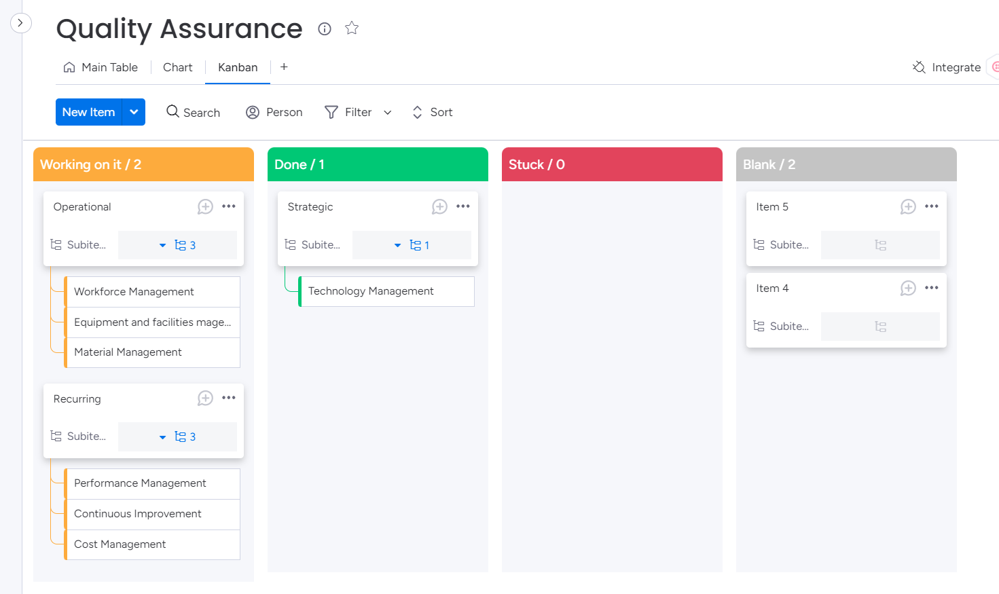 Quality Assurance
Main Table
Chart
Kanban
+
Integrate
New Item
Search
Person
Filter
Sort
Working on it / 2
Operational
Subite...
3
Workforce Management
Equipment and facilities mage...
Material Management
Recurring
Subite...
3
Performance Management
Continuous Improvement
Cost Management
Done / 1
Strategic
Subite...
1
Technology Management
Stuck / 0
Blank / 2
Item 5
Subite...
Item 4
Subite...